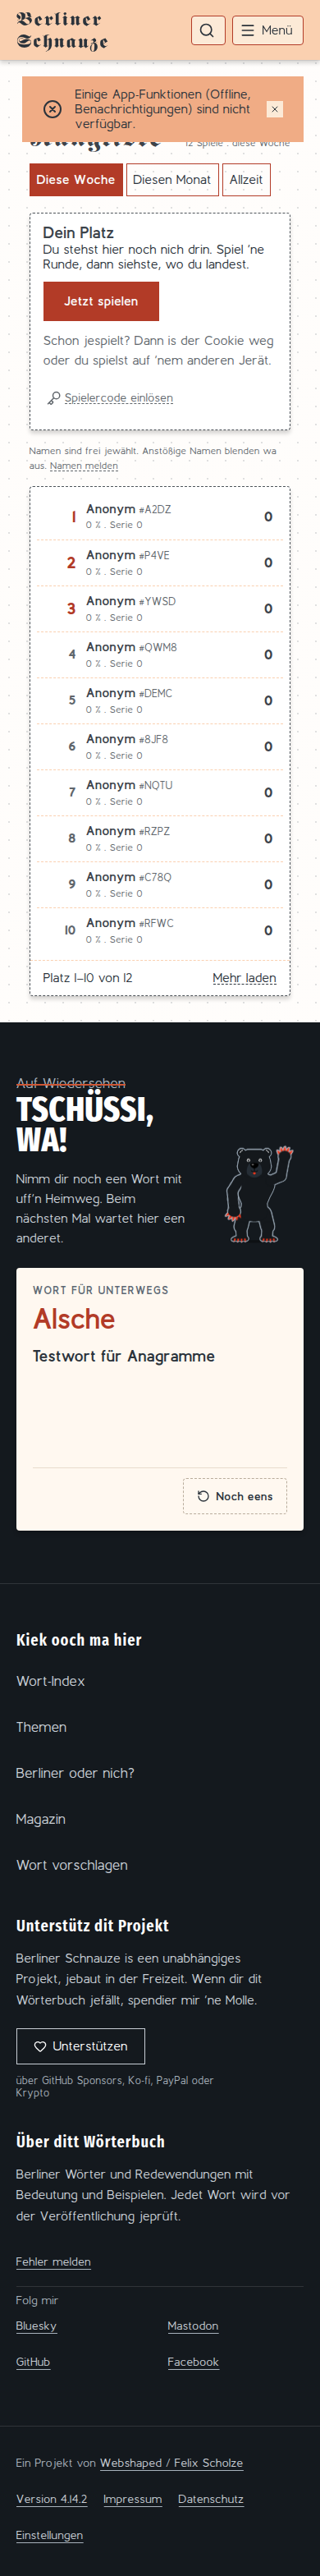 Berliner
Schnauze
Menü
Einige App-Funktionen (Offline,
Benachrichtigungen) sind nicht
verfügbar.
12 Spiele . diese Woche
Diese Woche
Diesen Monat
Allzeit
Dein Platz
Du stehst hier noch nich drin. Spiel ’ne
Runde, dann siehste, wo du landest.
Jetzt spielen
Schon jespielt? Dann is der Cookie weg
oder du spielst auf ’nem anderen Jerät.
Spielercode einlösen
Namen sind frei jewählt. Anstößige Namen blenden wa
aus. Namen melden
1 Anonym #A2DZ 0
0 ⁒ . Serie 0
2 Anonym #P4VE 0
0 ⁒ . Serie 0
3 Anonym #YWSD 0
0 ⁒ . Serie 0
4 Anonym #QWM8 0
0 ⁒ . Serie 0
5 Anonym #DEMC 0
0 ⁒ . Serie 0
6 Anonym #8JF8 0
0 ⁒ . Serie 0
7 Anonym #NQTU 0
0 ⁒ . Serie 0
8 Anonym #RZPZ 0
0 ⁒ . Serie 0
9 Anonym #C78Q 0
0 ⁒ . Serie 0
10 Anonym #RFWC 0
0 ⁒ . Serie 0
Platz 1–10 von 12
Mehr laden
Auf Wiedersehen
TSCHÜSSI,
WA!
Nimm dir noch een Wort mit
uff’n Heimweg. Beim
nächsten Mal wartet hier een
anderet.
WORT FÜR UNTERWEGS
Alsche
Testwort für Anagramme
Noch eens
Kiek ooch ma hier
Wort-Index
Themen
Berliner oder nich?
Magazin
Wort vorschlagen
Unterstütz dit Projekt
Berliner Schnauze is een unabhängiges
Projekt, jebaut in der Freizeit. Wenn dir dit
Wörterbuch jefällt, spendier mir ’ne Molle.
Unterstützen
über GitHub Sponsors, Ko-fi, PayPal oder
Krypto
Über ditt Wörterbuch
Berliner Wörter und Redewendungen mit
Bedeutung und Beispielen. Jedet Wort wird vor
der Veröffentlichung jeprüft.
Fehler melden
Folg mir
Bluesky
Mastodon
GitHub
Facebook
Ein Projekt von Webshaped / Felix Scholze
Version 4.14.2
Impressum
Datenschutz
Einstellungen